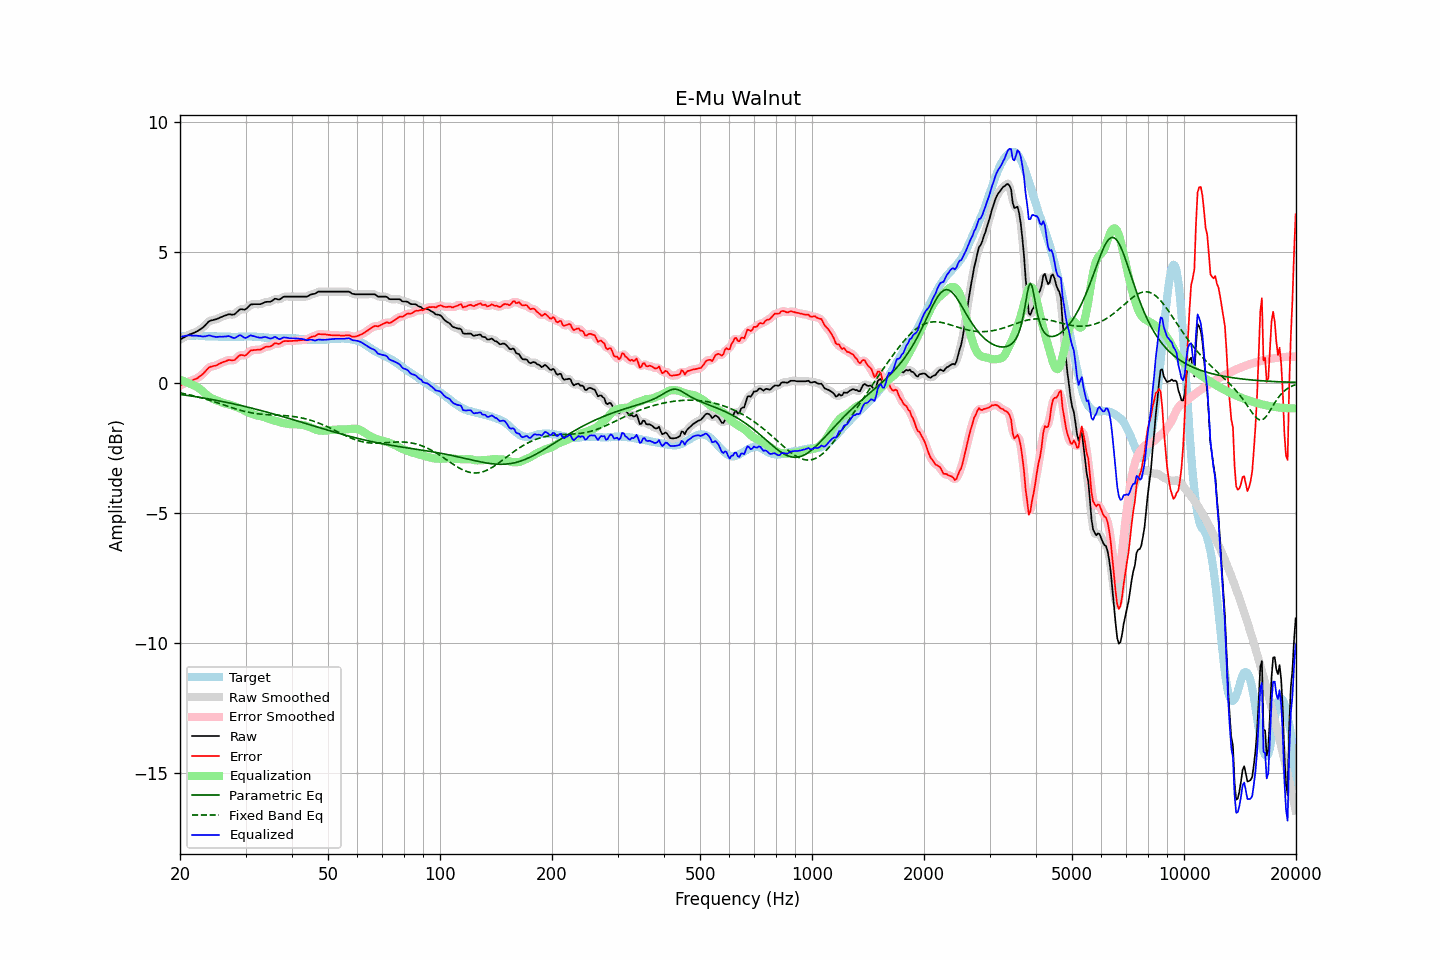 E-Mu Walnut
Amplitude (dBr)
10
5
0
−5
−10
−15
Target
Raw Smoothed
Error Smoothed
Raw
Error
Equalization
Parametric Eq
Fixed Band Eq
Equalized
20 50 100 200 500 1000 2000 5000 10000 20000
Frequency (Hz)